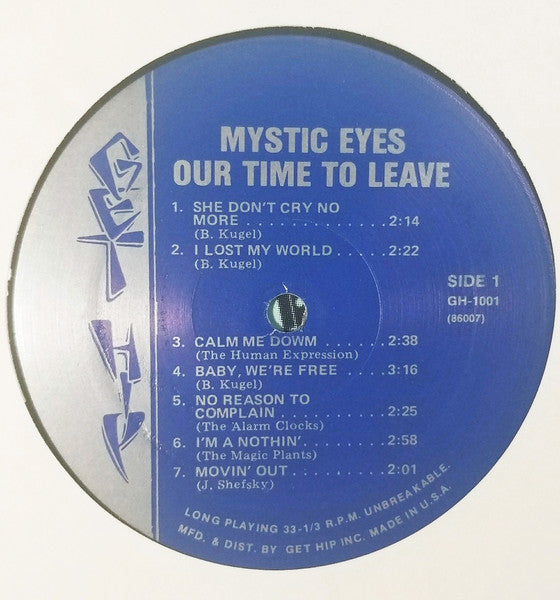 GET HIP
MYSTIC EYES
OUR TIME TO LEAVE
1. SHE DON'T CRY NO
MORE . . . . . . . . . . . . . . 2:14
(B. Kugel)
2. I LOST MY WORLD . . . . . 2:22
(B. Kugel)
SIDE 1
GH-1001
(86007)
3. CALM ME DOWM . . . . . . 2:38
(The Human Expression)
4. BABY, WE'RE FREE . . . . 3:16
(B. Kugel)
5. NO REASON TO
COMPLAIN . . . . . . . . . . 2:25
(The Alarm Clocks)
6. I'M A NOTHIN' . . . . . . . . 2:58
(The Magic Plants)
7. MOVIN' OUT . . . . . . . . . 2:01
(J. Shefsky)
LONG PLAYING 33-1/3 R.P.M. UNBREAKABLE.
MFD. & DIST. BY GET HIP INC. MADE IN U.S.A.